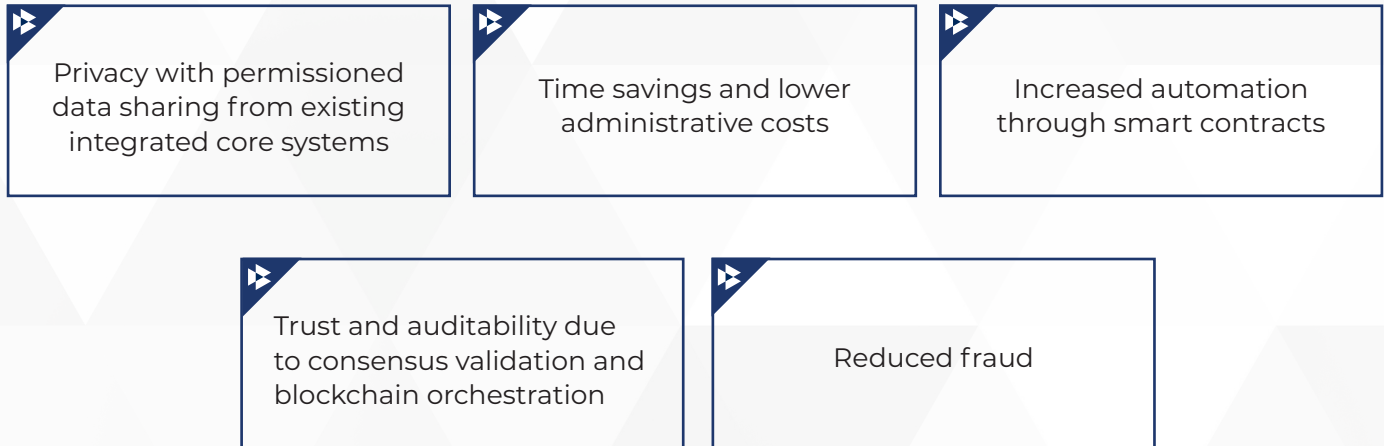 Privacy with permissioned
data sharing from existing
integrated core systems
Time savings and lower
administrative costs
Increased automation
through smart contracts
Trust and auditability due
to consensus validation and
blockchain orchestration
Reduced fraud